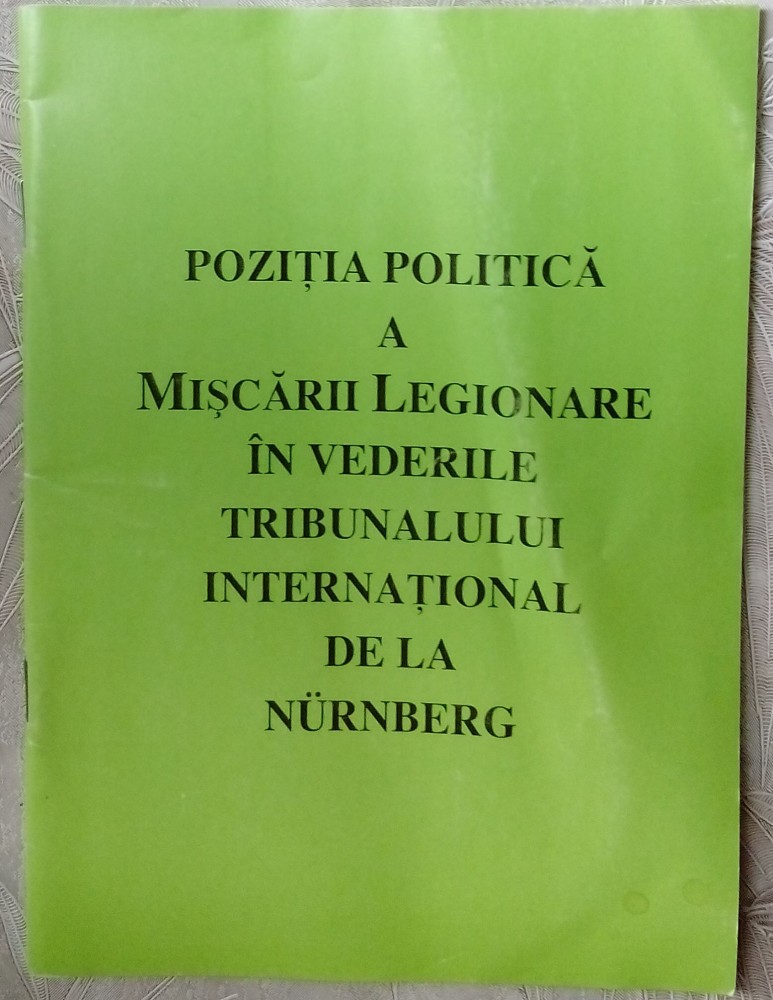 POZIȚIA POLITICĂ
A
MIȘCĂRII LEGIONARE
ÎN VEDERILE
TRIBUNALULUI
INTERNAȚIONAL
DE LA
NÜRNBERG